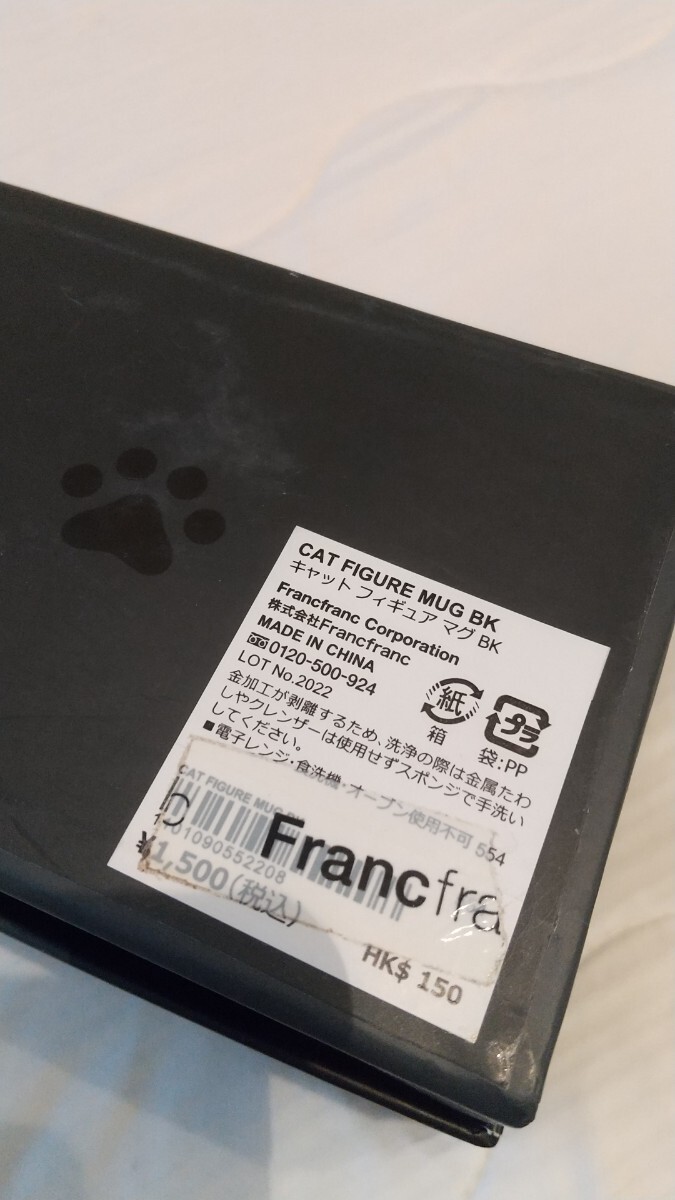 CAT FIGURE MUG BK
キャット フィギュア マグ BK
Francfranc Corporation
株式会社Francfranc
MADE IN CHINA
0120-500-924
LOT No.2022
紙
箱
プラ
袋:PP
金加工が剥離するため、洗浄の際は金属たわ
しやクレンザーは使用せずスポンジで手洗い
してください。
■電子レンジ・食洗機・オーブン使用不可 554
CAT FIGURE MUG
Francfra
1101090552208
¥1,500(税込)
HK$ 150